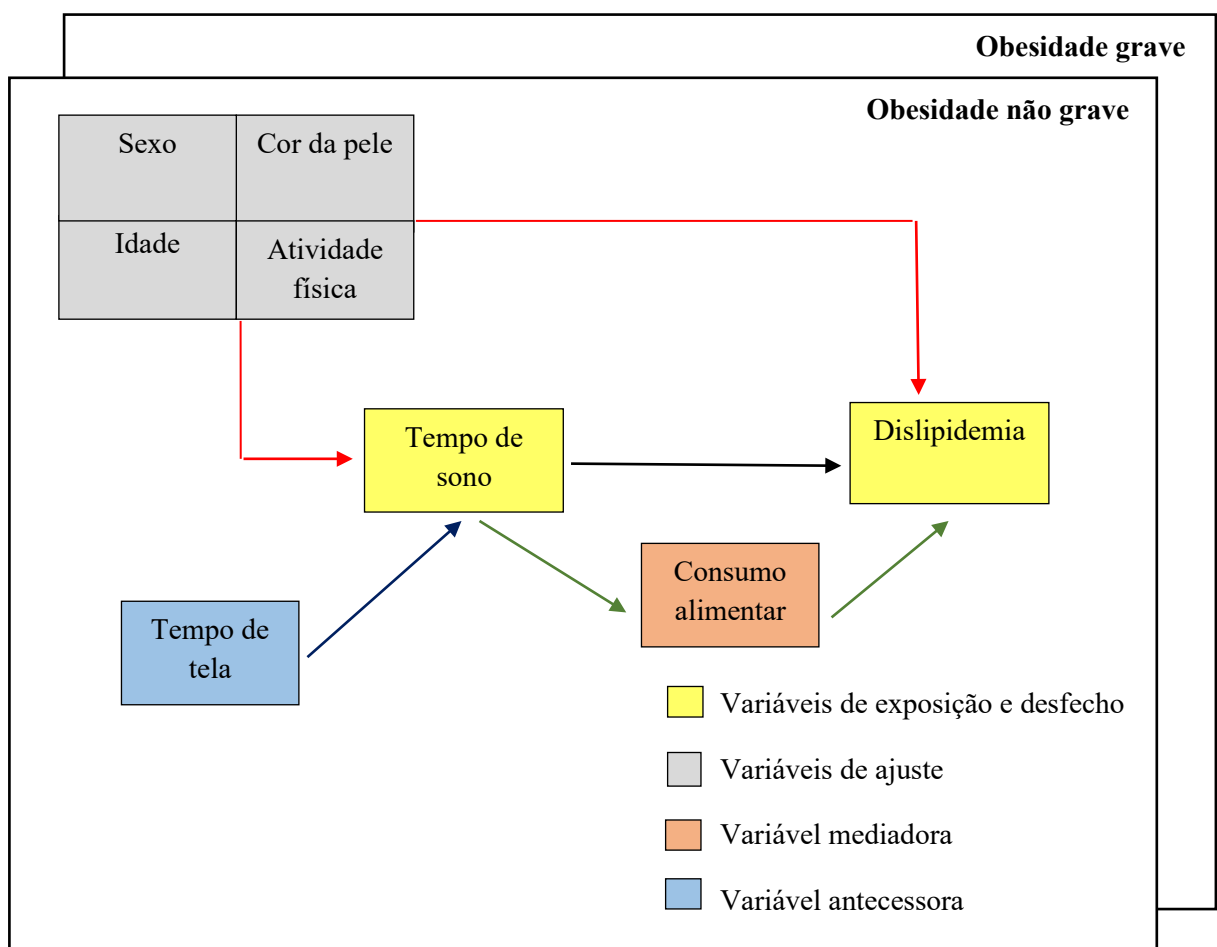 Obesidade grave
Obesidade não grave
Sexo
Cor da pele
Idade
Atividade
física
Tempo de
sono
Dislipidemia
Consumo
alimentar
Tempo de
tela
Variáveis de exposição e desfecho
Variáveis de ajuste
Variável mediadora
Variável antecessora